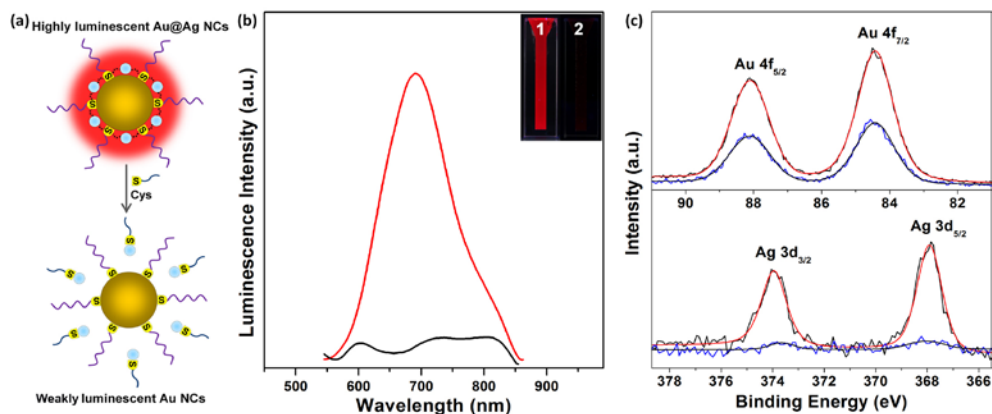 (a)
Highly luminescent Au@Ag NCs
S
S
S
S
S
S
S
Cys
S
S
S
S
S
S
S
S
S
S
S
S
Weakly luminescent Au NCs
(b)
Luminescence Intensity (a.u.)
1
2
500
600
700
800
900
Wavelength (nm)
(c)
Intensity (a.u.)
Au 4f5/2
Au 4f7/2
90
88
86
84
82
Ag 3d3/2
Ag 3d5/2
378
376
374
372
370
368
366
Binding Energy (eV)